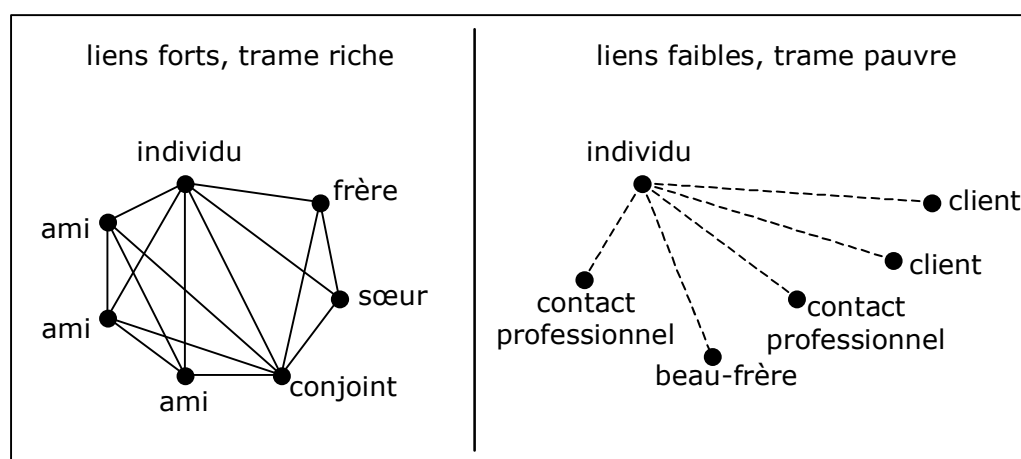 liens forts, trame riche
individu
frère
ami
sœur
ami
conjoint
ami
liens faibles, trame pauvre
individu
client
client
contact
professionnel
contact
professionnel
beau-frère